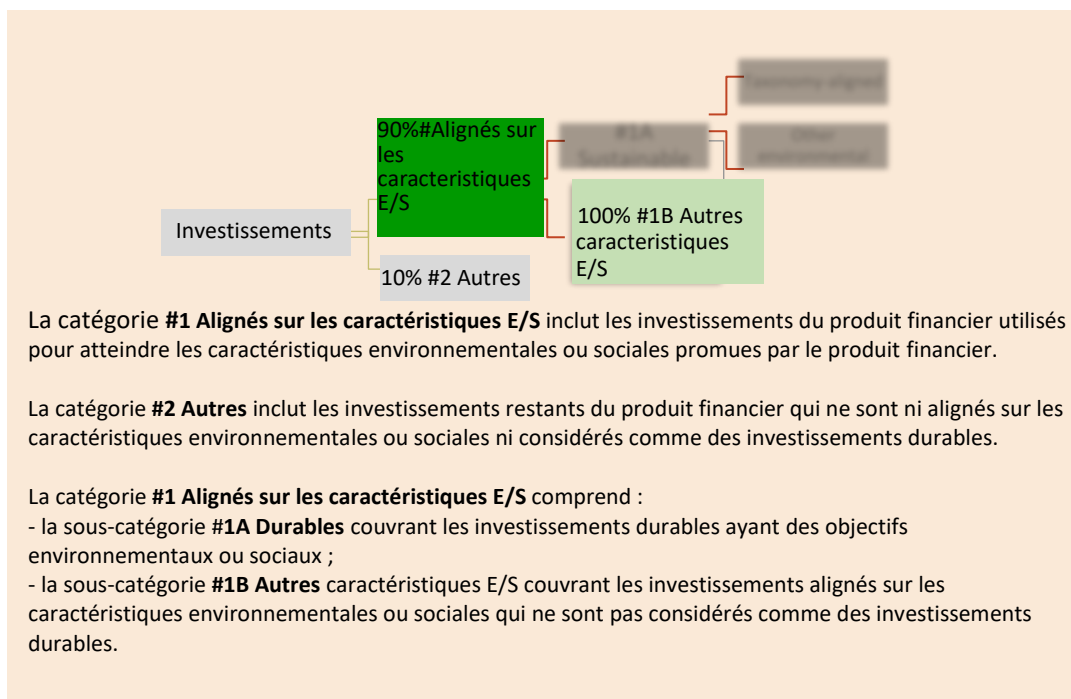 Taxonomy-aligned
90%#Alignés sur
les
caracteristiques
E/S
#1A
Sustainable
Other
environmental
Investissements
100% #1B Autres
caracteristiques
E/S
10% #2 Autres
La catégorie #1 Alignés sur les caractéristiques E/S inclut les investissements du produit financier utilisés
pour atteindre les caractéristiques environnementales ou sociales promues par le produit financier.
La catégorie #2 Autres inclut les investissements restants du produit financier qui ne sont ni alignés sur les
caractéristiques environnementales ou sociales ni considérés comme des investissements durables.
La catégorie #1 Alignés sur les caractéristiques E/S comprend :
- la sous-catégorie #1A Durables couvrant les investissements durables ayant des objectifs
environnementaux ou sociaux ;
- la sous-catégorie #1B Autres caractéristiques E/S couvrant les investissements alignés sur les
caractéristiques environnementales ou sociales qui ne sont pas considérés comme des investissements
durables.